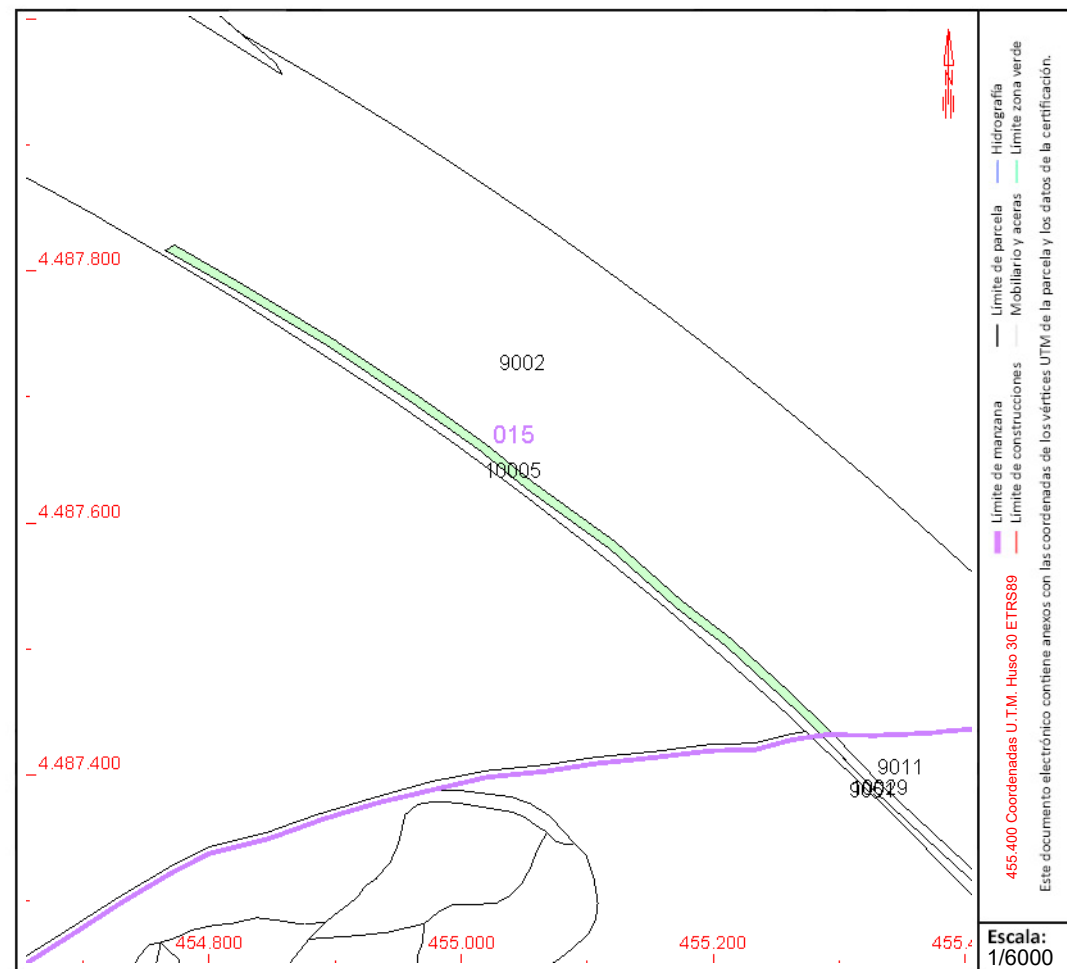 4.487.800
9002
015
10005
4.487.600
4.487.400
9011
454.800
455.000
455.200
455.4
Límite de manzana
Límite de parcela
Hidrografía
Límite de construcciones
Mobiliario y aceras
Límite zona verde
455.400 Coordenadas U.T.M. Huso 30 ETRS89
Este documento electrónico contiene anexos con las coordenadas de los vértices UTM de la parcela y los datos de la certificación.
Escala:
1/6000